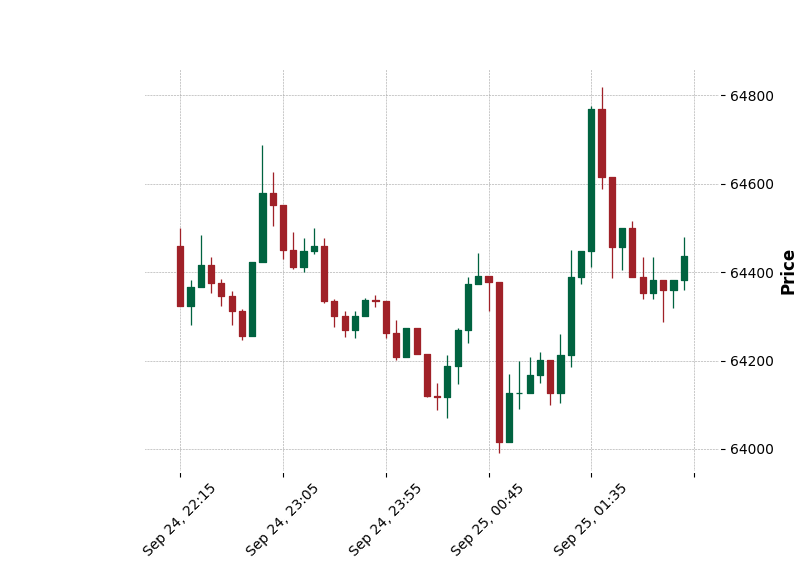 64800
64600
64400
64200
64000
Price
Sep 24, 22:15
Sep 24, 23:05
Sep 24, 23:55
Sep 25, 00:45
Sep 25, 01:35